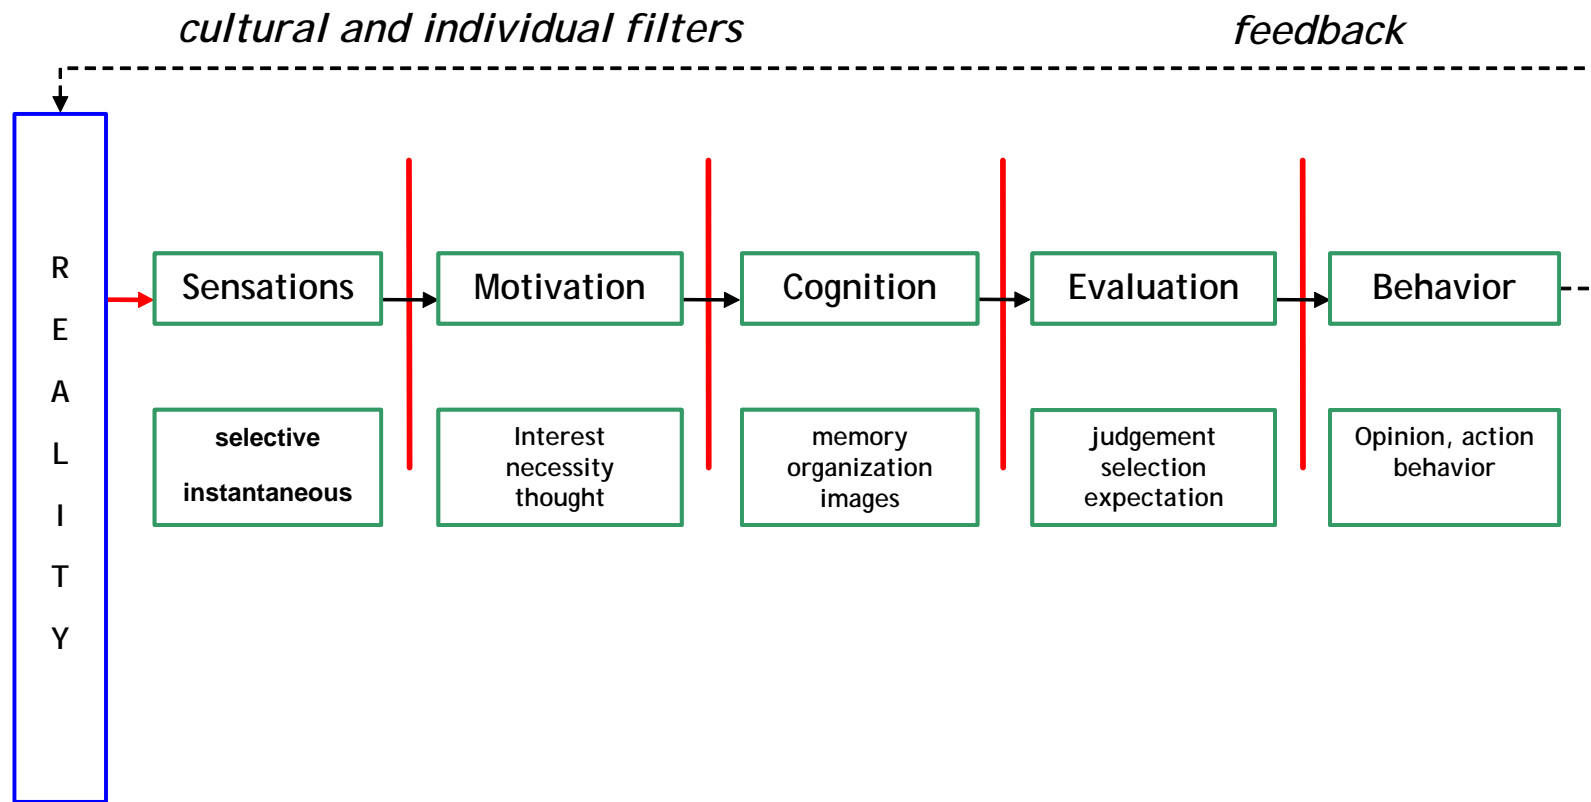 cultural and individual filters
feedback
R
E
A
L
I
T
Y
Sensations
Motivation
Cognition
Evaluation
Behavior
selective
instantaneous
Interest
necessity
thought
memory
organization
images
judgement
selection
expectation
Opinion, action
behavior